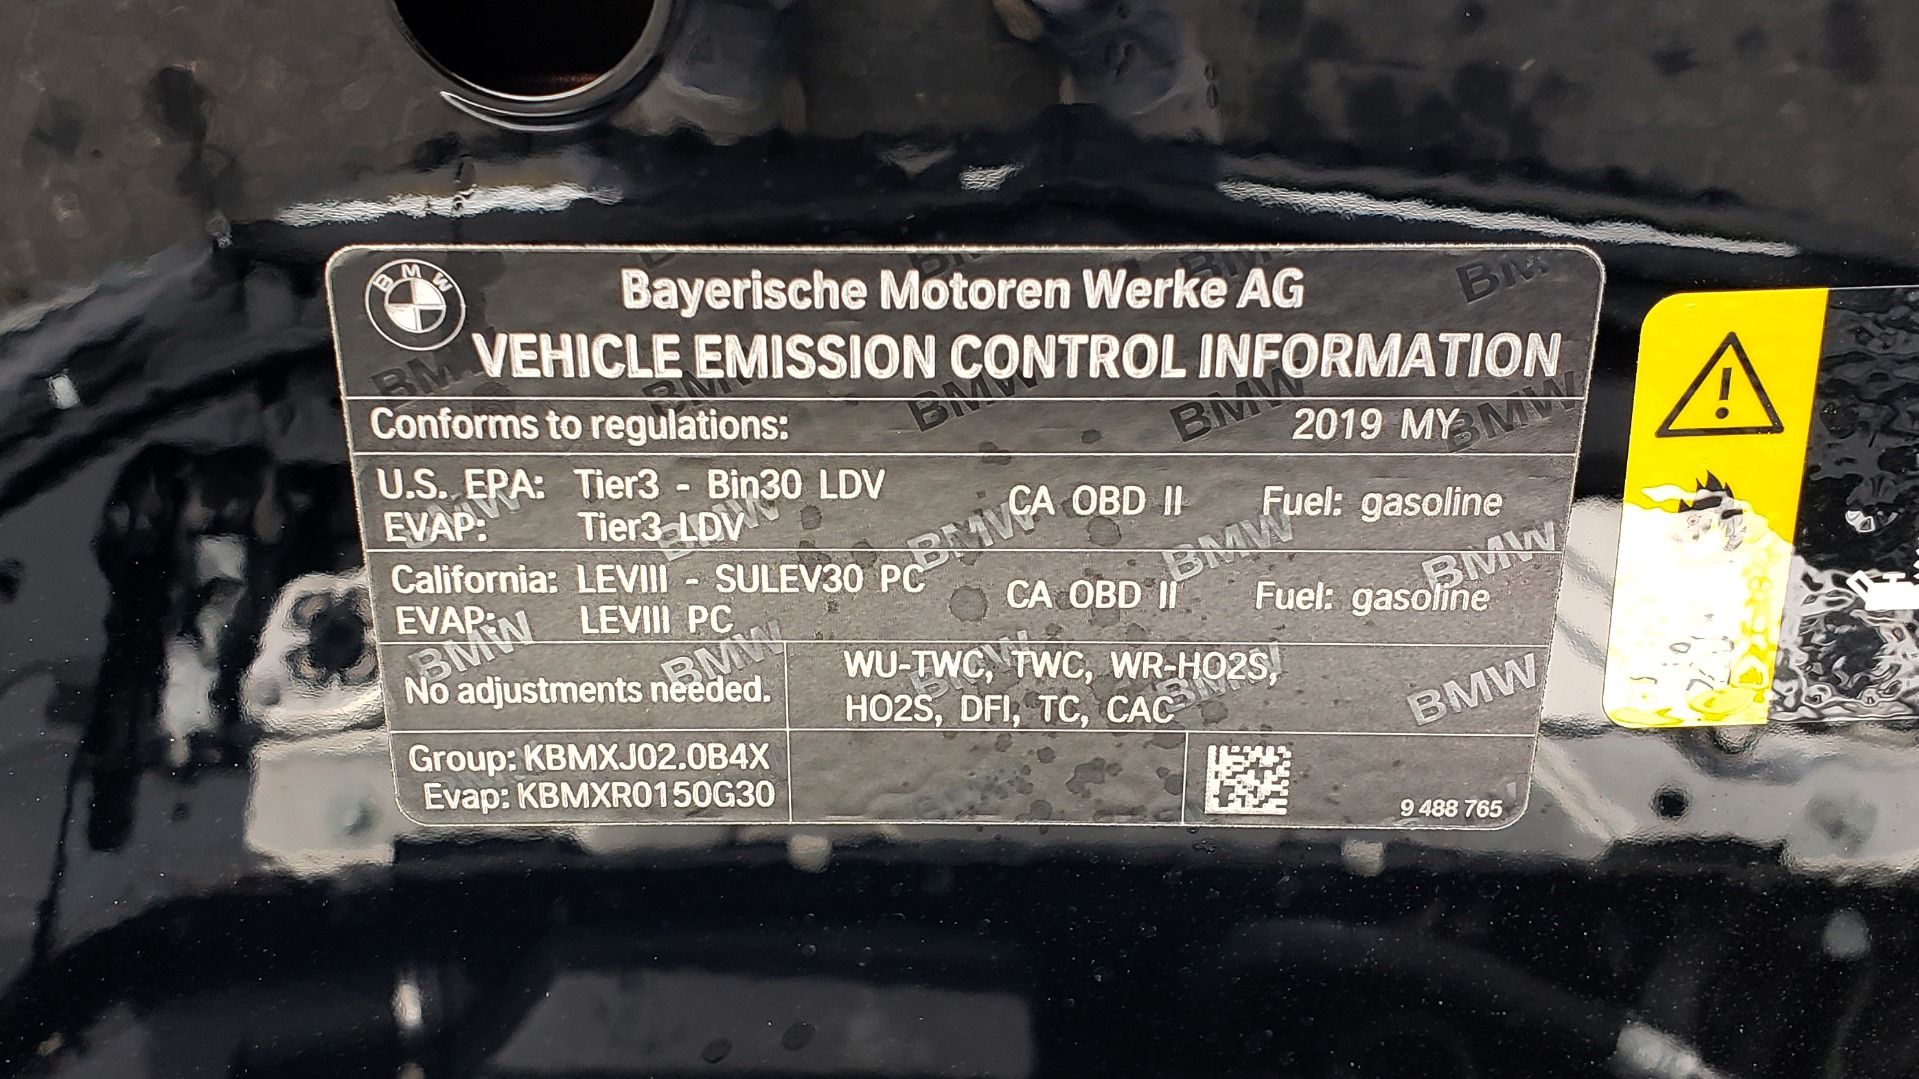 BMW
Bayerische Motoren Werke AG
VEHICLE EMISSION CONTROL INFORMATION
Conforms to regulations: 2019 MY
U.S. EPA: Tier3 - Bin30 LDV CA OBD II Fuel: gasoline
EVAP: Tier3 LDV
California: LEVIII - SULEV30 PC CA OBD II Fuel: gasoline
EVAP: LEVIII PC
No adjustments needed.
WU-TWC, TWC, WR-HO2S,
HO2S, DFI, TC, CAC
Group: KBMXJ02.0B4X
Evap: KBMXR0150G30
9 488 765